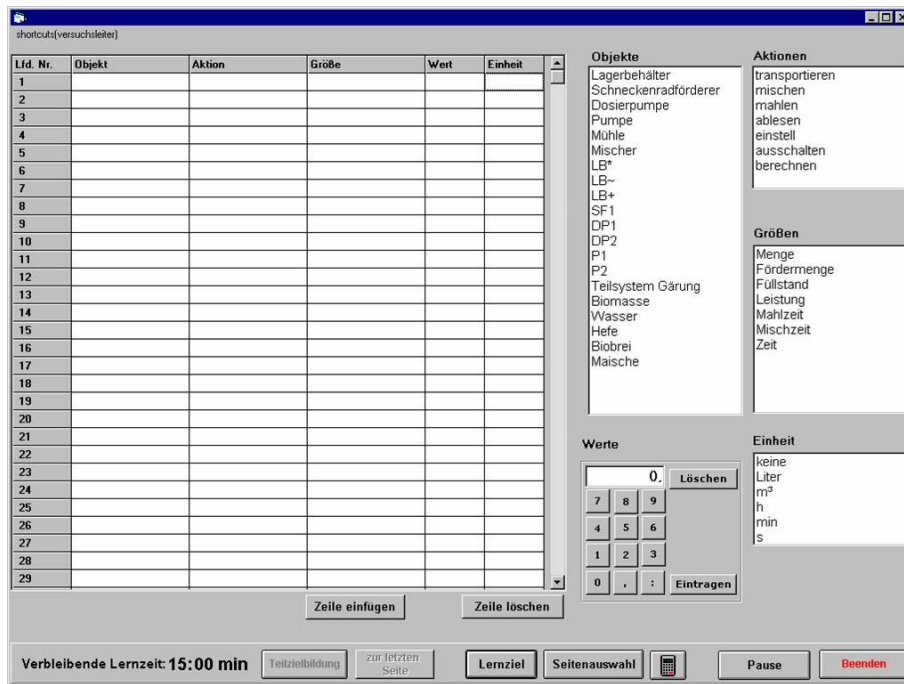 shortcuts(versuchsleiter)
Lfd. Nr. Objekt Aktion Größe Wert Einheit
1
2
3
4
5
6
7
8
9
10
11
12
13
14
15
16
17
18
19
20
21
22
23
24
25
26
27
28
29
Zeile einfügen Zeile löschen
Objekte
Lagerbehälter
Schneckenradförderer
Dosierpumpe
Pumpe
Mühle
Mischer
LB*
LB~
LB+
SF1
DP1
DP2
P1
P2
Teilsystem Gärung
Biomasse
Wasser
Hefe
Biobrei
Maische
Aktionen
transportieren
mischen
mahlen
ablesen
einstell
ausschalten
berechnen
Größen
Menge
Fördermenge
Füllstand
Leistung
Mahlzeit
Mischzeit
Zeit
Werte
0, Löschen
7 8 9
4 5 6
1 2 3
0 , : Eintragen
Einheit
keine
Liter
m³
h
min
s
Verbleibende Lernzeit: 15:00 min Teilzielbildung zur letzten Seite Lernziel Seitenauswahl Pause Beenden